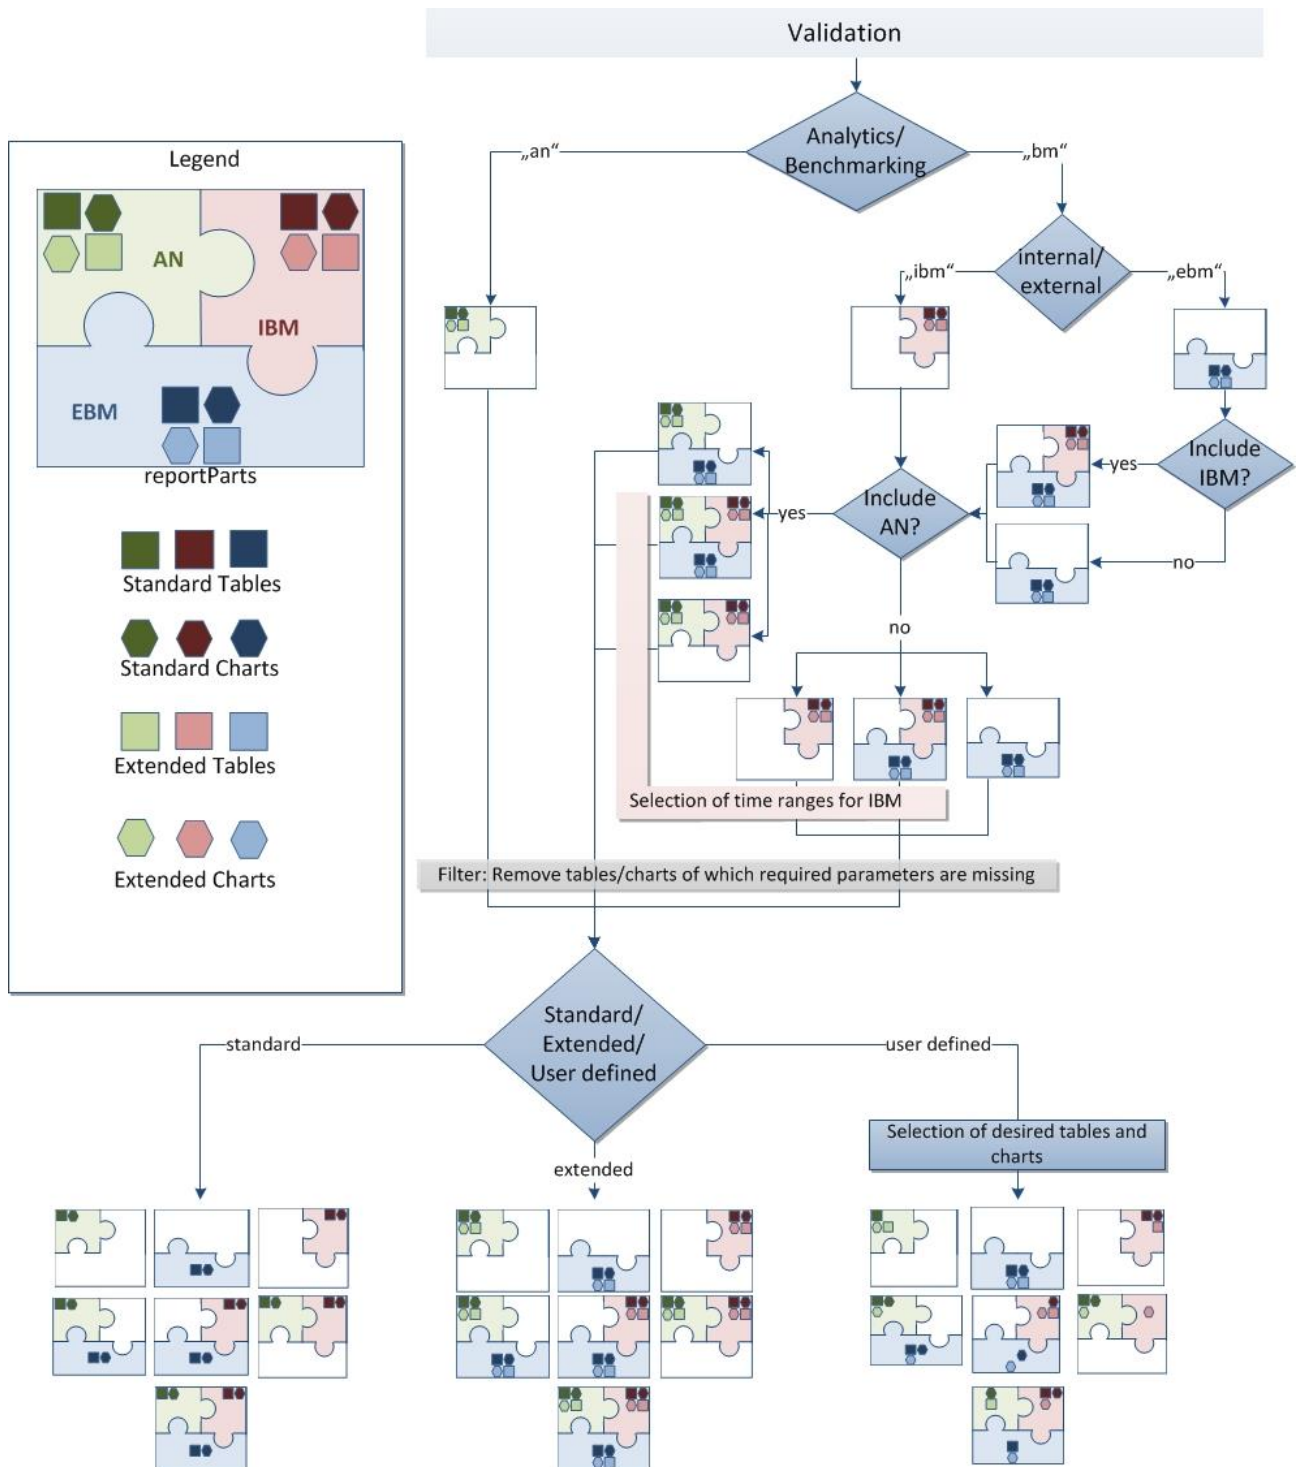 Validation
Analytics/
Benchmarking
„an“
„bm“
Legend
AN
IBM
EBM
reportParts
Standard Tables
Standard Charts
Extended Tables
Extended Charts
internal/
external
„ibm“
„ebm“
Include
IBM?
yes
no
Include
AN?
yes
no
Selection of time ranges for IBM
Filter: Remove tables/charts of which required parameters are missing
Standard/
Extended/
User defined
standard
user defined
extended
Selection of desired tables and
charts